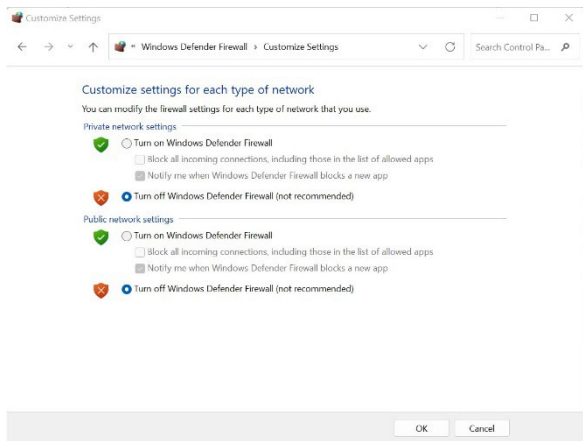 Customize Settings
« Windows Defender Firewall › Customize Settings
Search Control Pa...
Customize settings for each type of network
You can modify the firewall settings for each type of network that you use.
Private network settings
Turn on Windows Defender Firewall
Block all incoming connections, including those in the list of allowed apps
Notify me when Windows Defender Firewall blocks a new app
Turn off Windows Defender Firewall (not recommended)
Public network settings
Turn on Windows Defender Firewall
Block all incoming connections, including those in the list of allowed apps
Notify me when Windows Defender Firewall blocks a new app
Turn off Windows Defender Firewall (not recommended)
OK Cancel